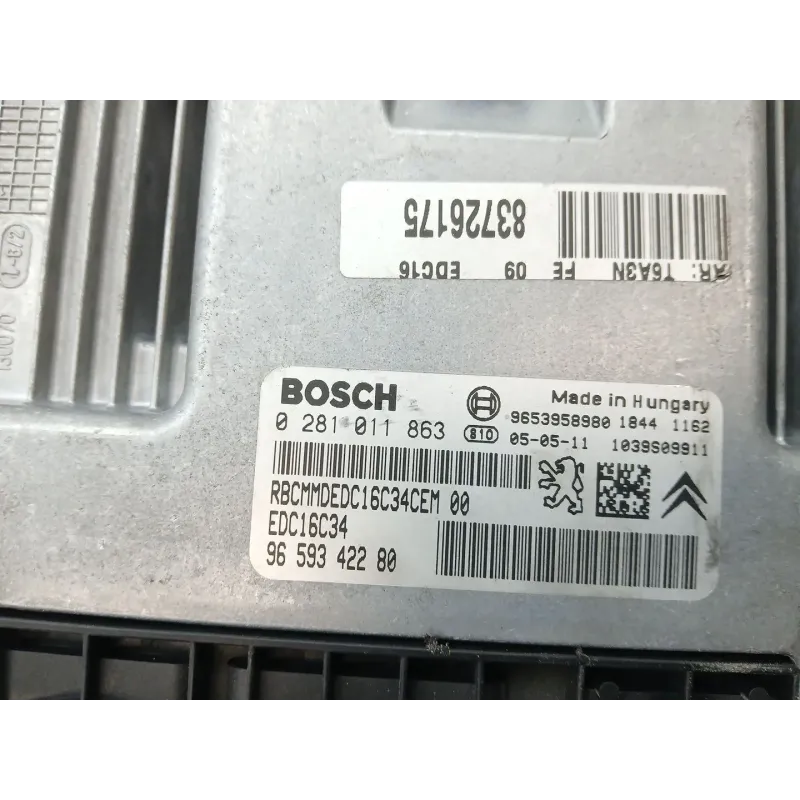 83726175
AR: T6A3N FE 09 EDC16
BOSCH
Made in Hungary
0 281 011 863
9653958980 1844 1162
810 05-05-11 1039S09911
RBCMMDEDC16C34CEM 00
EDC16C34
96 593 422 80